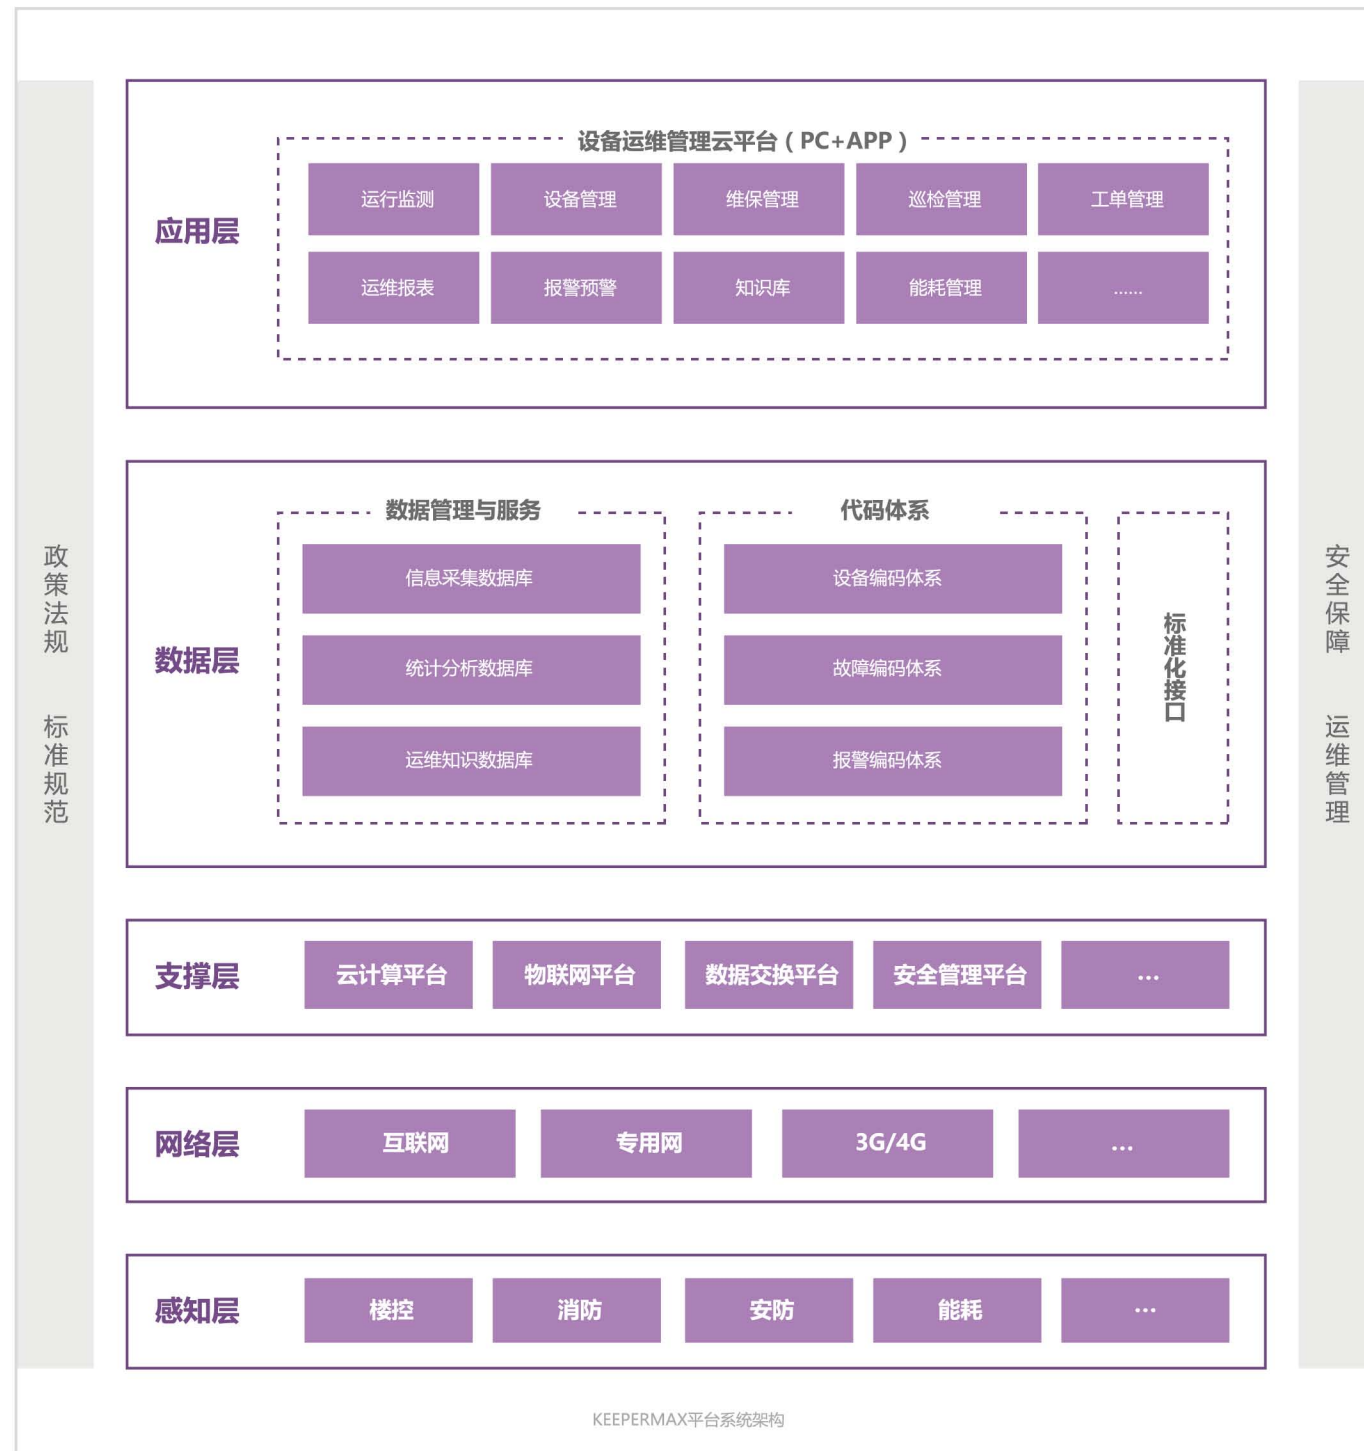 设备运维管理云平台（PC+APP）
应用层
运行监测
设备管理
维保管理
巡检管理
工单管理
运维报表
报警预警
知识库
能耗管理
......
政策法规
标准规范
数据层
数据管理与服务
信息采集数据库
统计分析数据库
运维知识数据库
代码体系
设备编码体系
故障编码体系
报警编码体系
标准化接口
安全保障
运维管理
支撑层
云计算平台
物联网平台
数据交换平台
安全管理平台
...
网络层
互联网
专用网
3G/4G
...
感知层
楼控
消防
安防
能耗
...
KEEPERMAX平台系统架构